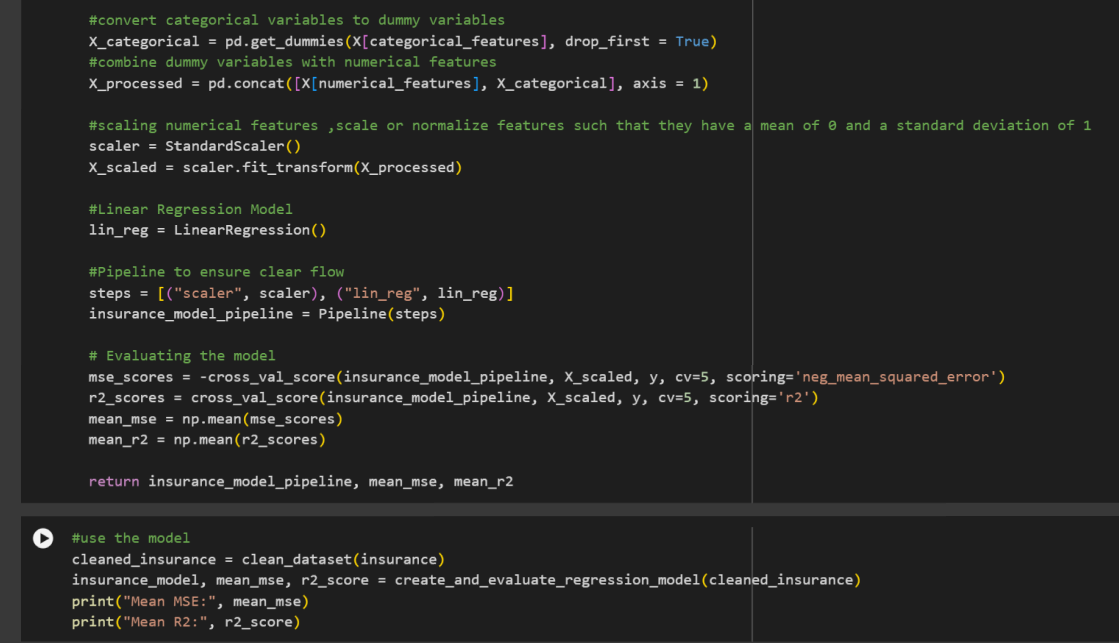 #convert categorical variables to dummy variables
X_categorical = pd.get_dummies(X[categorical_features], drop_first = True)
#combine dummy variables with numerical features
X_processed = pd.concat([X[numerical_features], X_categorical], axis = 1)
#scaling numerical features ,scale or normalize features such that they have a mean of 0 and a standard deviation of 1
scaler = StandardScaler()
X_scaled = scaler.fit_transform(X_processed)
#Linear Regression Model
lin_reg = LinearRegression()
#Pipeline to ensure clear flow
steps = [("scaler", scaler), ("lin_reg", lin_reg)]
insurance_model_pipeline = Pipeline(steps)
# Evaluating the model
mse_scores = -cross_val_score(insurance_model_pipeline, X_scaled, y, cv=5, scoring='neg_mean_squared_error')
r2_scores = cross_val_score(insurance_model_pipeline, X_scaled, y, cv=5, scoring='r2')
mean_mse = np.mean(mse_scores)
mean_r2 = np.mean(r2_scores)
return insurance_model_pipeline, mean_mse, mean_r2
#use the model
cleaned_insurance = clean_dataset(insurance)
insurance_model, mean_mse, r2_score = create_and_evaluate_regression_model(cleaned_insurance)
print("Mean MSE:", mean_mse)
print("Mean R2:", r2_score)